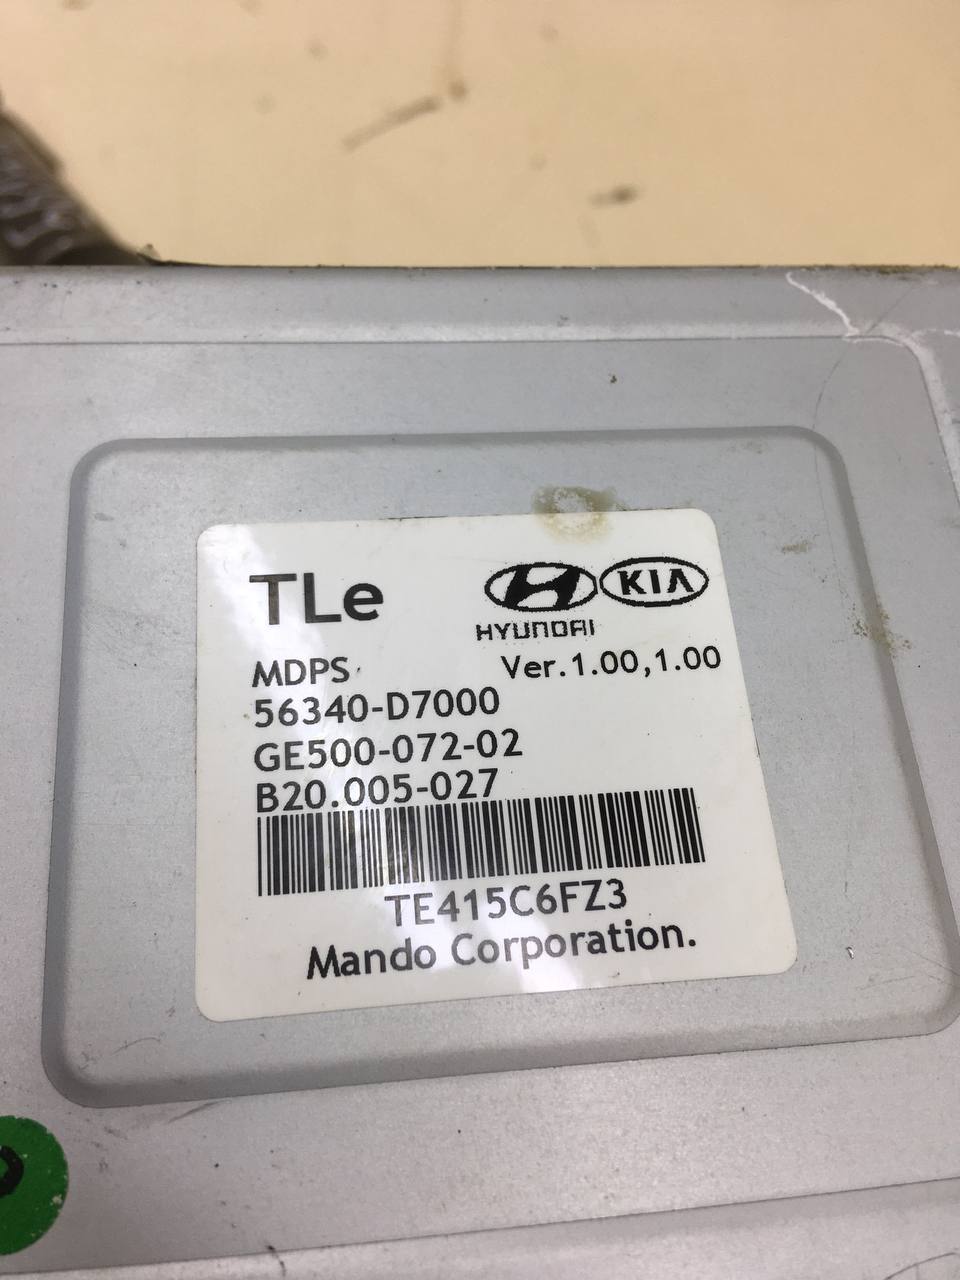 TLe
HYUNDAI
KIA
MDPS
Ver.1.00,1.00
56340-D7000
GE500-072-02
B20.005-027
TE415C6FZ3
Mando Corporation.